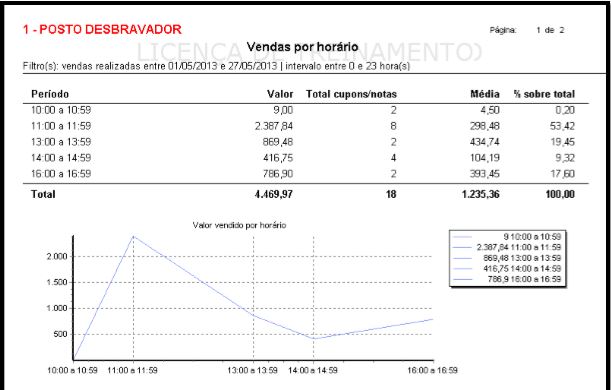 1 - POSTO DESBRAVADOR
Página: 1 de 2
LICENCA DE TREINAMENTO)
Vendas por horário
Filtro(s): vendas realizadas entre 01/05/2013 e 27/05/2013 | intervalo entre 0 e 23 hora(s)
Período Valor Total cupons/notas Média % sobre total
10:00 a 10:59 9,00 2 4,50 0,20
11:00 a 11:59 2.387,84 8 298,48 53,42
13:00 a 13:59 869,48 2 434,74 19,45
14:00 a 14:59 416,75 4 104,19 9,32
16:00 a 16:59 786,90 2 393,45 17,60
Total 4.469,97 18 1.235,36 100,00
Valor vendido por horário
2.000
1.500
1.000
500
10:00 a 10:59 11:00 a 11:59 13:00 a 13:59 14:00 a 14:59 16:00 a 16:59
9 10:00 a 10:59
2.387,84 11:00 a 11:59
869,48 13:00 a 13:59
416,75 14:00 a 14:59
786,9 16:00 a 16:59